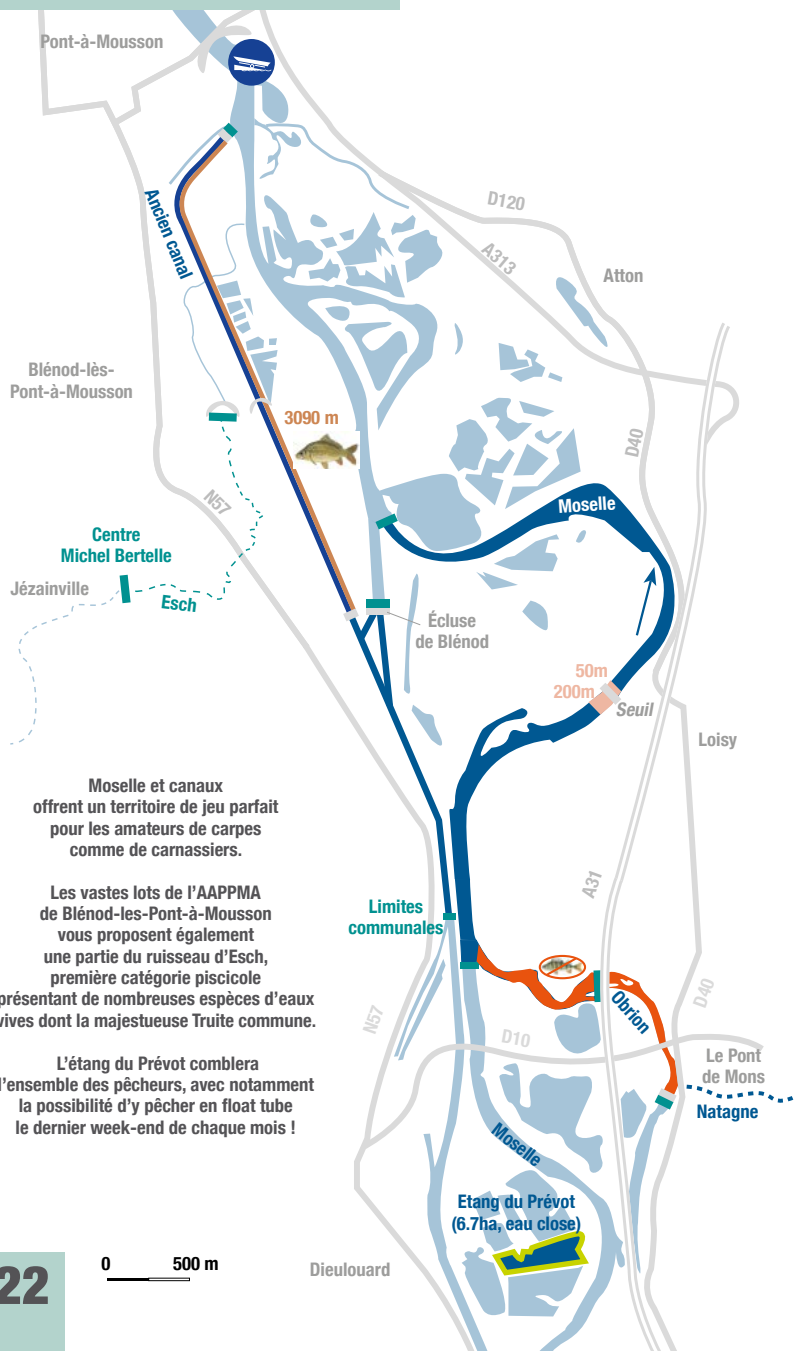 Pont-à-Mousson
D120
Ancien canal
A313
Atton
Blénod-lès-
Pont-à-Mousson
3090 m
D40
N57
Moselle
Centre
Michel Bertelle
Jézainville
Esch
Écluse
de Blénod
50m
200m
Seuil
Loisy
Moselle et canaux
offrent un territoire de jeu parfait
pour les amateurs de carpes
comme de carnassiers.
Les vastes lots de l’AAPPMA
de Blénod-les-Pont-à-Mousson
vous proposent également
une partie du ruisseau d’Esch,
première catégorie piscicole
présentant de nombreuses espèces d’eaux
vives dont la majestueuse Truite commune.
L’étang du Prévot comblera
l’ensemble des pêcheurs, avec notamment
la possibilité d’y pêcher en float tube
le dernier week-end de chaque mois !
A31
Limites
communales
Obrion
D40
N57
D10
Le Pont
de Mons
Natagne
Moselle
Etang du Prévot
(6.7ha, eau close)
Dieulouard
22
0 500 m